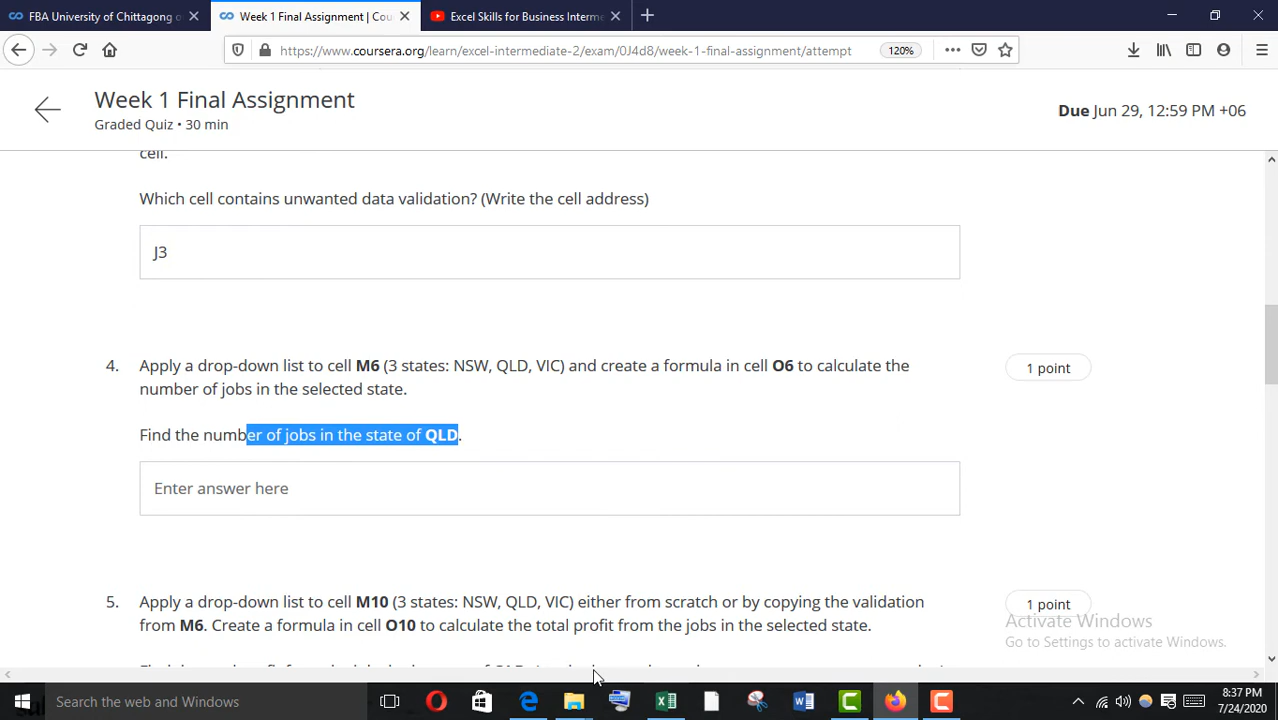 FBA University of Chittagong o
Week 1 Final Assignment | Cou
Excel Skills for Business Interme
https://www.coursera.org/learn/excel-intermediate-2/exam/0J4d8/week-1-final-assignment/attempt
120%
Week 1 Final Assignment
Graded Quiz • 30 min
Due Jun 29, 12:59 PM +06
cell.
Which cell contains unwanted data validation? (Write the cell address)
J3
4. Apply a drop-down list to cell M6 (3 states: NSW, QLD, VIC) and create a formula in cell O6 to calculate the
number of jobs in the selected state.
1 point
Find the number of jobs in the state of QLD.
Enter answer here
5. Apply a drop-down list to cell M10 (3 states: NSW, QLD, VIC) either from scratch or by copying the validation
from M6. Create a formula in cell O10 to calculate the total profit from the jobs in the selected state.
1 point
Activate Windows
Go to Settings to activate Windows.
Search the web and Windows
8:37 PM
7/24/2020